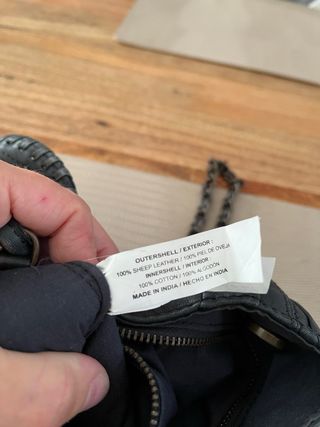 OUTERSHELL / EXTERIOR :
100% SHEEP LEATHER / 100% PIEL DE OVEJA
INNERSHELL / INTERIOR :
100% COTTON / 100% ALGODÓN
MADE IN INDIA / HECHO EN INDIA